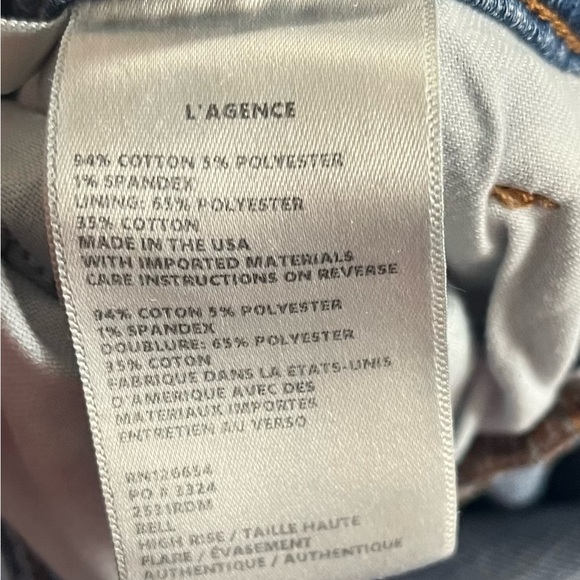 L'AGENCE
94% COTTON 5% POLYESTER
1% SPANDEX
LINING: 65% POLYESTER
35% COTTON
MADE IN THE USA
WITH IMPORTED MATERIALS
CARE INSTRUCTIONS ON REVERSE
94% COTON 5% POLYESTER
1% SPANDEX
DOUBLURE: 65% POLYESTER
35% COTON
FABRIQUE DANS LA ETATS-UNIS
D'AMERIQUE AVEC DES
MATERIAUX IMPORTES
ENTRETIEN AU VERSO
RN126654
PO # 3324
2531RDM
BELL
HIGH RISE / TAILLE HAUTE
FLARE / EVASEMENT
AUTHENTIQUE / AUTHENTIQUE